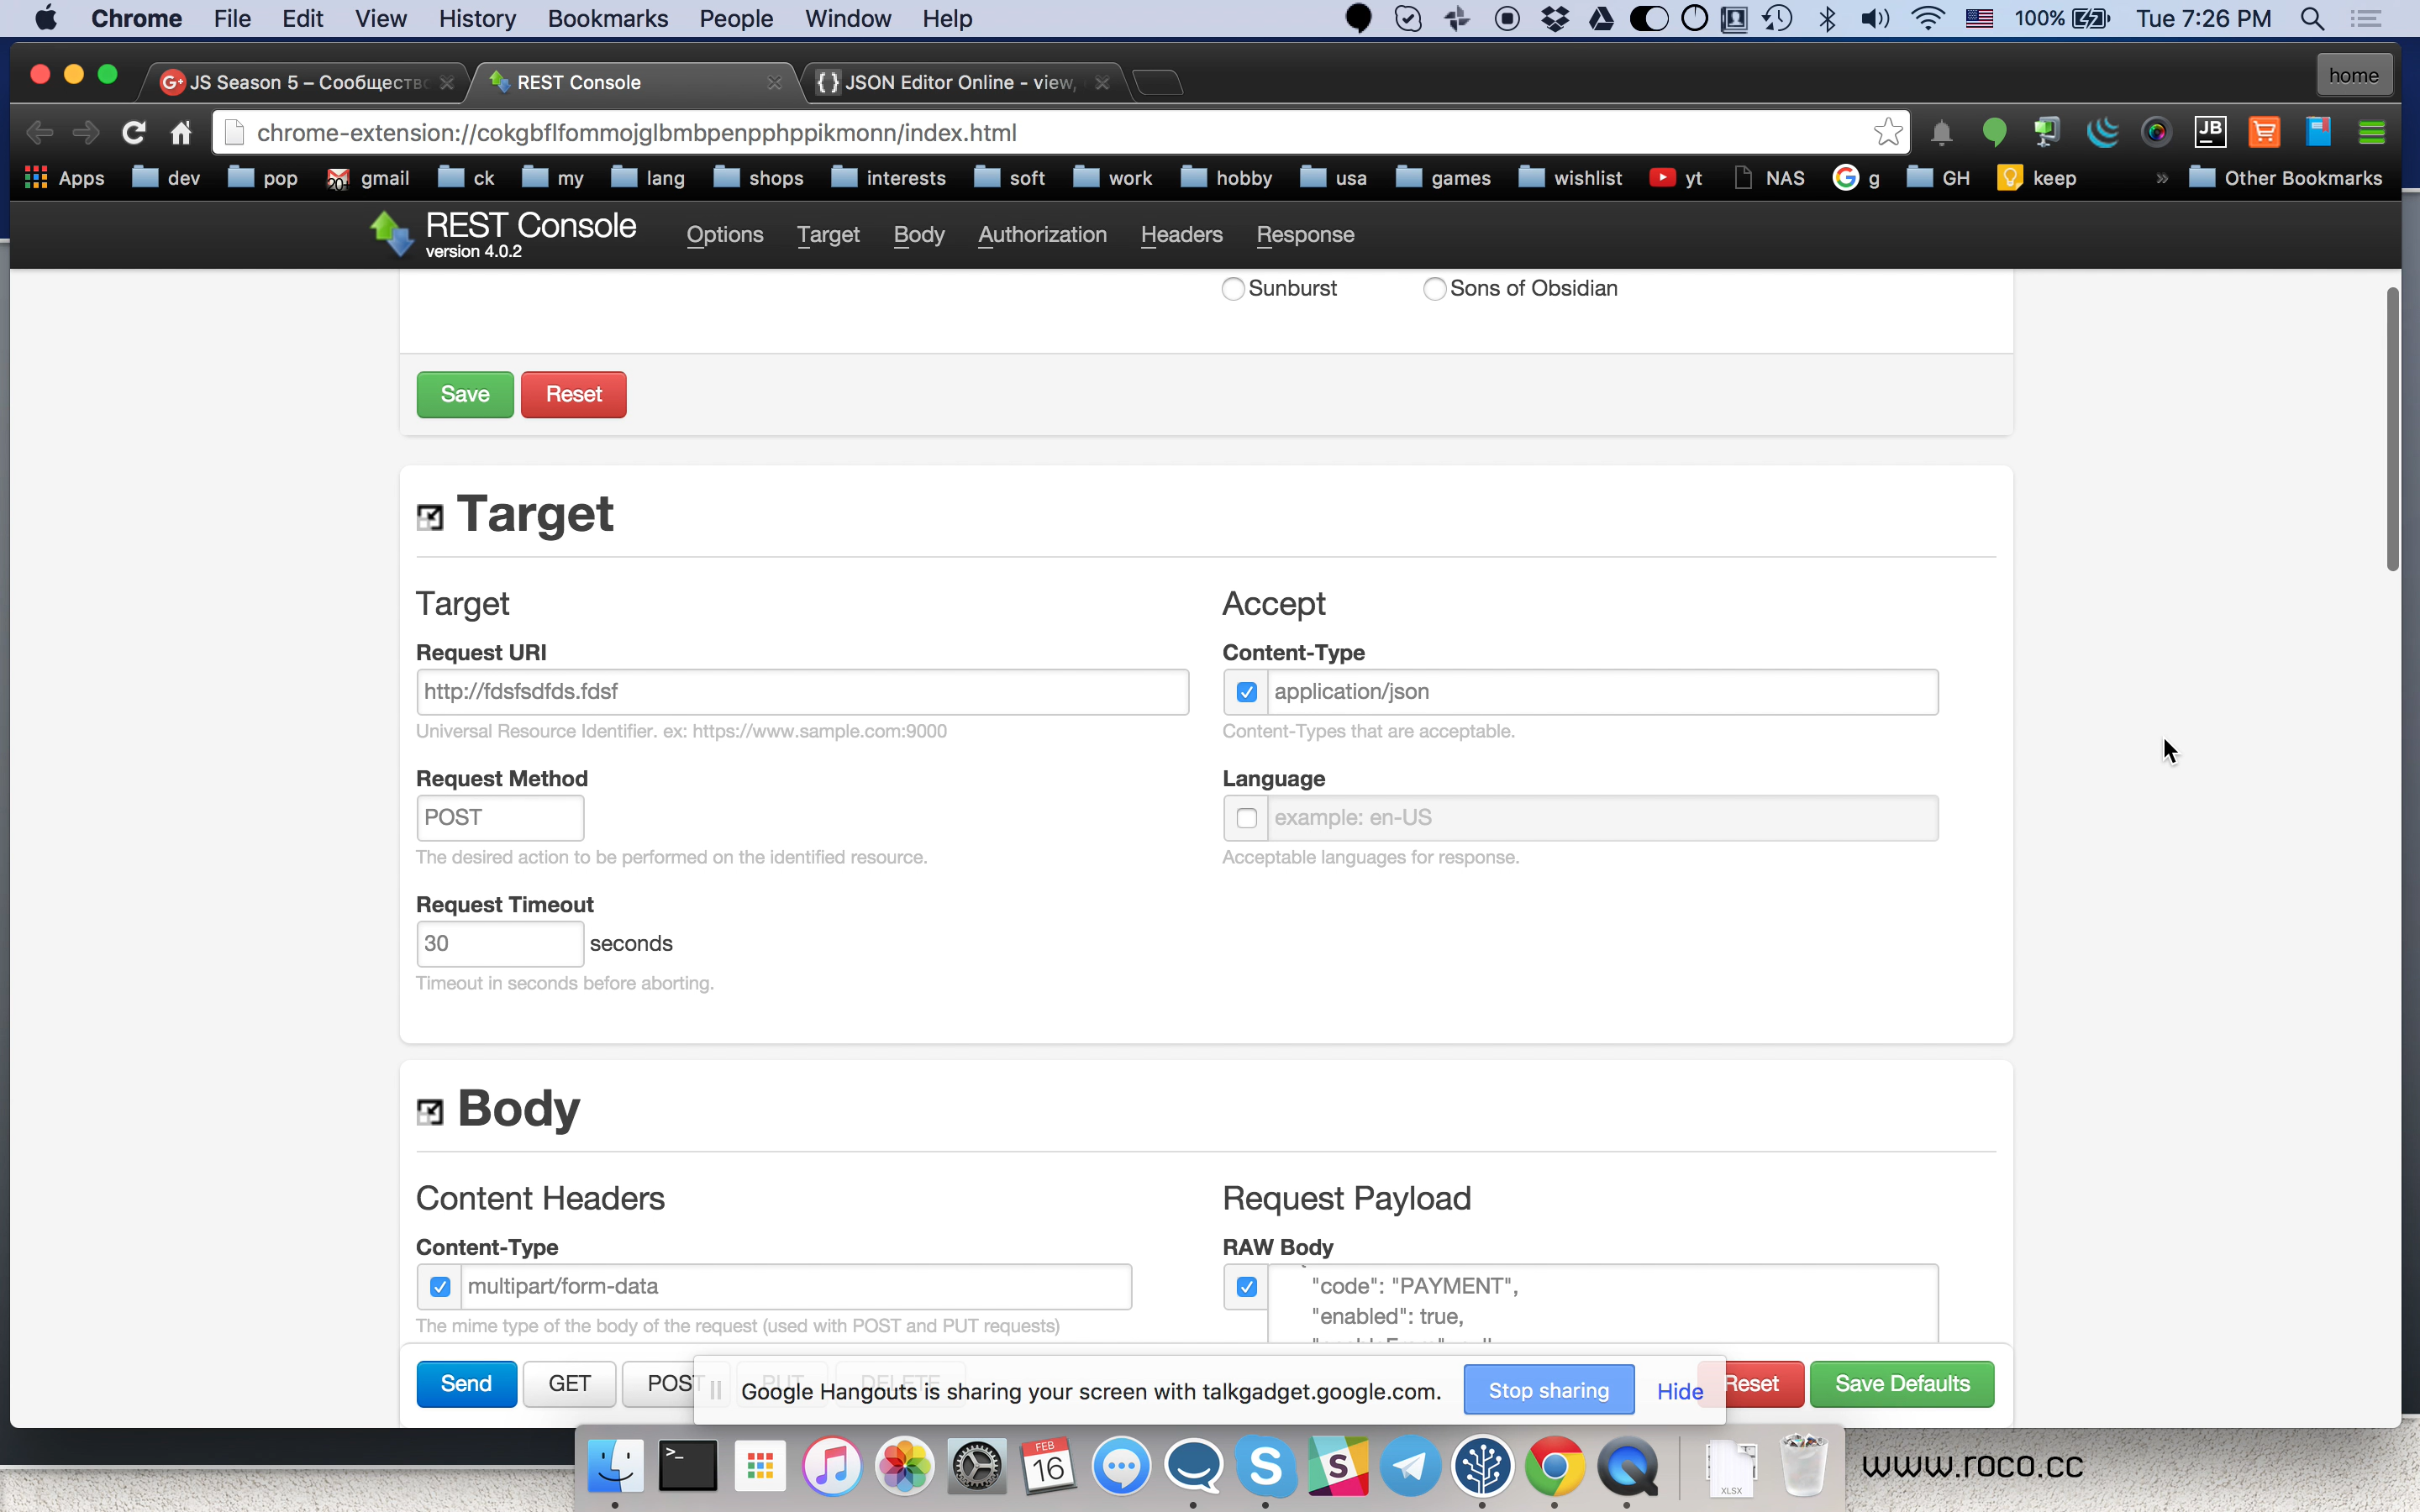 Chrome File Edit View History Bookmarks People Window Help 100% Tue 7:26 PM
JS Season 5 – Сообществ REST Console JSON Editor Online - view, home
chrome-extension://cokgbflfommojglbmbpenpphppikmonn/index.html JB
Apps dev pop gmail ck my lang shops interests soft work hobby usa games wishlist yt NAS g GH keep » Other Bookmarks
REST Console
version 4.0.2
Options Target Body Authorization Headers Response
Sunburst Sons of Obsidian
Save Reset
Target
Target Accept
Request URI Content-Type
http://fdsfsdfds.fdsf application/json
Universal Resource Identifier. ex: https://www.sample.com:9000 Content-Types that are acceptable.
Request Method Language
POST example: en-US
The desired action to be performed on the identified resource. Acceptable languages for response.
Request Timeout
30 seconds
Timeout in seconds before aborting.
Body
Content Headers Request Payload
Content-Type RAW Body
multipart/form-data "code": "PAYMENT",
"enabled": true,
The mime type of the body of the request (used with POST and PUT requests)
Send GET POST PUT DELETE Reset Save Defaults
Google Hangouts is sharing your screen with talkgadget.google.com. Stop sharing Hide
FEB
16
XLSX
www.roco.cc